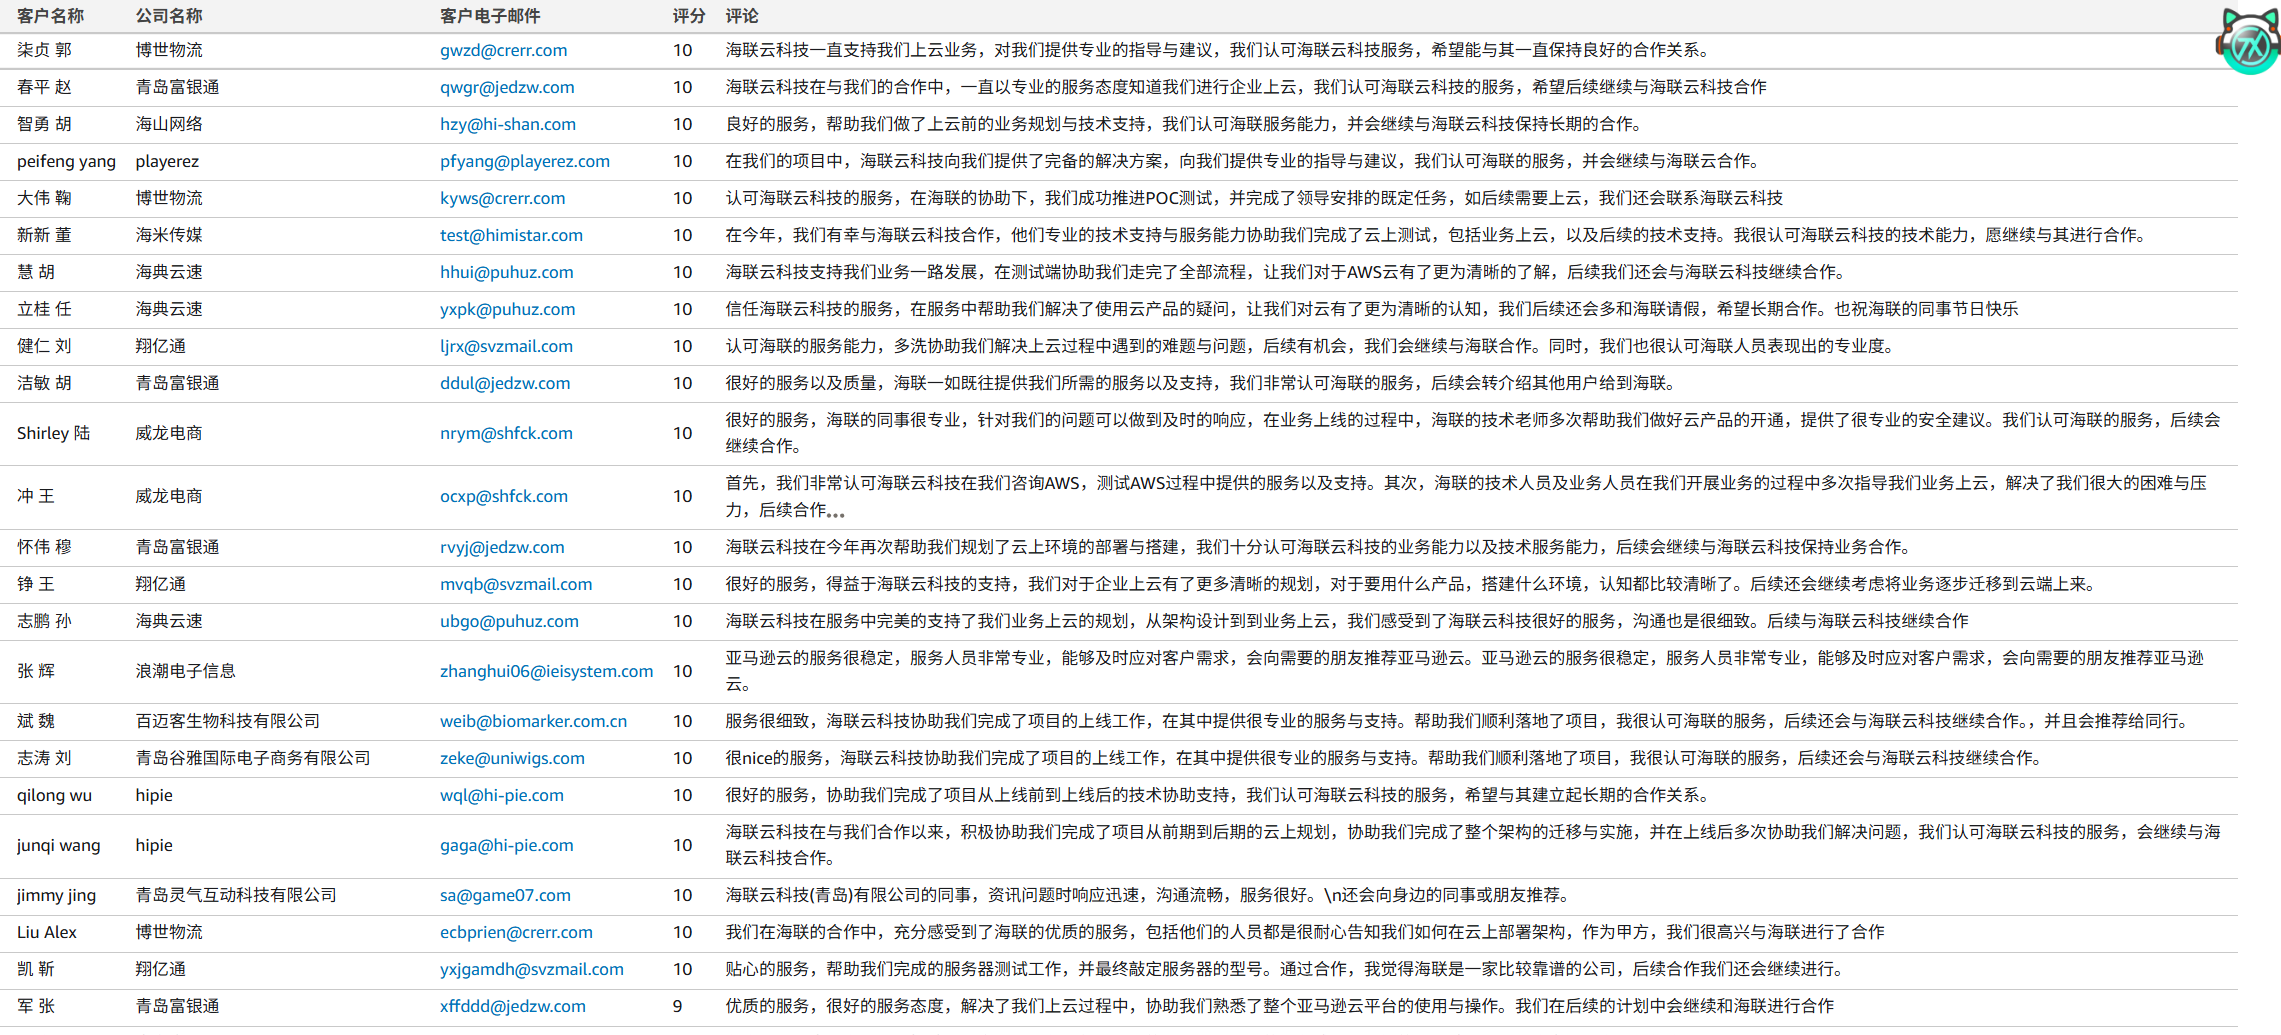 客户名称 公司名称 客户电子邮件 评分 评论
柒贞 郭 博世物流 gwzd@crerr.com 10 海联云科技一直支持我们上云业务，对我们提供专业的指导与建议，我们认可海联云科技服务，希望能与其一直保持良好的合作关系。
春平 赵 青岛富银通 qwgr@jedzw.com 10 海联云科技在与我们的合作中，一直以专业的服务态度知道我们进行企业上云，我们认可海联云科技的服务，希望后续继续与海联云科技合作
智勇 胡 海山网络 hzy@hi-shan.com 10 良好的服务，帮助我们做了上云前的业务规划与技术支持，我们认可海联服务能力，并会继续与海联云科技保持长期的合作。
peifeng yang playerez pfyang@playerez.com 10 在我们的项目中，海联云科技向我们提供了完备的解决方案，向我们提供专业的指导与建议，我们认可海联的服务，并会继续与海联云合作。
大伟 鞠 博世物流 kyws@crerr.com 10 认可海联云科技的服务，在海联的协助下，我们成功推进POC测试，并完成了领导安排的既定任务，如后续需要上云，我们还会联系海联云科技
新新 董 海米传媒 test@himistar.com 10 在今年，我们有幸与海联云科技合作，他们专业的技术支持与服务能力协助我们完成了云上测试，包括业务上云，以及后续的技术支持。我很认可海联云科技的技术能力，愿继续与其进行合作。
慧 胡 海典云速 hhui@puhuz.com 10 海联云科技支持我们业务一路发展，在测试端协助我们走完了全部流程，让我们对于AWS云有了更为清晰的了解，后续我们还会与海联云科技继续合作。
立桂 任 海典云速 yxpk@puhuz.com 10 信任海联云科技的服务，在服务中帮助我们解决了使用云产品的疑问，让我们对云有了更为清晰的认知，我们后续还会多和海联请假，希望长期合作。也祝海联的同事节日快乐
健仁 刘 翔亿通 ljrx@svzmail.com 10 认可海联的服务能力，多洗协助我们解决上云过程中遇到的难题与问题，后续有机会，我们会继续与海联合作。同时，我们也很认可海联人员表现出的专业度。
洁敏 胡 青岛富银通 ddul@jedzw.com 10 很好的服务以及质量，海联一如既往提供我们所需的服务以及支持，我们非常认可海联的服务，后续会转介绍其他用户给到海联。
Shirley 陆 威龙电商 nrym@shfck.com 10 很好的服务，海联的同事很专业，针对我们的问题可以做到及时的响应，在业务上线的过程中，海联的技术老师多次帮助我们做好云产品的开通，提供了很专业的安全建议。我们认可海联的服务，后续会
继续合作。
冲 王 威龙电商 ocxp@shfck.com 10 首先，我们非常认可海联云科技在我们咨询AWS，测试AWS过程中提供的服务以及支持。其次，海联的技术人员及业务人员在我们开展业务的过程中多次指导我们业务上云，解决了我们很大的困难与压
力，后续合作...
怀伟 穆 青岛富银通 rvyj@jedzw.com 10 海联云科技在今年再次帮助我们规划了云上环境的部署与搭建，我们十分认可海联云科技的业务能力以及技术服务能力，后续会继续与海联云科技保持业务合作。
铮 王 翔亿通 mvqb@svzmail.com 10 很好的服务，得益于海联云科技的支持，我们对于企业上云有了更多清晰的规划，对于要用什么产品，搭建什么环境，认知都比较清晰了。后续还会继续考虑将业务逐步迁移到云端上来。
志鹏 孙 海典云速 ubgo@puhuz.com 10 海联云科技在服务中完美的支持了我们业务上云的规划，从架构设计到到业务上云，我们感受到了海联云科技很好的服务，沟通也是很细致。后续与海联云科技继续合作
张 辉 浪潮电子信息 zhanghui06@ieisystem.com 10 亚马逊云的服务很稳定，服务人员非常专业，能够及时应对客户需求，会向需要的朋友推荐亚马逊云。亚马逊云的服务很稳定，服务人员非常专业，能够及时应对客户需求，会向需要的朋友推荐亚马逊
云。
斌 魏 百迈客生物科技有限公司 weib@biomarker.com.cn 10 服务很细致，海联云科技协助我们完成了项目的上线工作，在其中提供很专业的服务与支持。帮助我们顺利落地了项目，我很认可海联的服务，后续还会与海联云科技继续合作。，并且会推荐给同行。
志涛 刘 青岛谷雅国际电子商务有限公司 zeke@uniwigs.com 10 很nice的服务，海联云科技协助我们完成了项目的上线工作，在其中提供很专业的服务与支持。帮助我们顺利落地了项目，我很认可海联的服务，后续还会与海联云科技继续合作。
qilong wu hipie wql@hi-pie.com 10 很好的服务，协助我们完成了项目从上线前到上线后的技术协助支持，我们认可海联云科技的服务，希望与其建立起长期的合作关系。
junqi wang hipie gaga@hi-pie.com 10 海联云科技在与我们合作以来，积极协助我们完成了项目从前期到后期的云上规划，协助我们完成了整个架构的迁移与实施，并在上线后多次协助我们解决问题，我们认可海联云科技的服务，会继续与海
联云科技合作。
jimmy jing 青岛灵气互动科技有限公司 sa@game07.com 10 海联云科技(青岛)有限公司的同事，资讯问题时响应迅速，沟通流畅，服务很好。\n还会向身边的同事或朋友推荐。
Liu Alex 博世物流 ecbprien@crerr.com 10 我们在海联的合作中，充分感受到了海联的优质的服务，包括他们的人员都是很耐心告知我们如何在云上部署架构，作为甲方，我们很高兴与海联进行了合作
凯 靳 翔亿通 yxjgamdh@svzmail.com 10 贴心的服务，帮助我们完成的服务器测试工作，并最终敲定服务器的型号。通过合作，我觉得海联是一家比较靠谱的公司，后续合作我们还会继续进行。
军 张 青岛富银通 xffddd@jedzw.com 9 优质的服务，很好的服务态度，解决了我们上云过程中，协助我们熟悉了整个亚马逊云平台的使用与操作。我们在后续的计划中会继续和海联进行合作